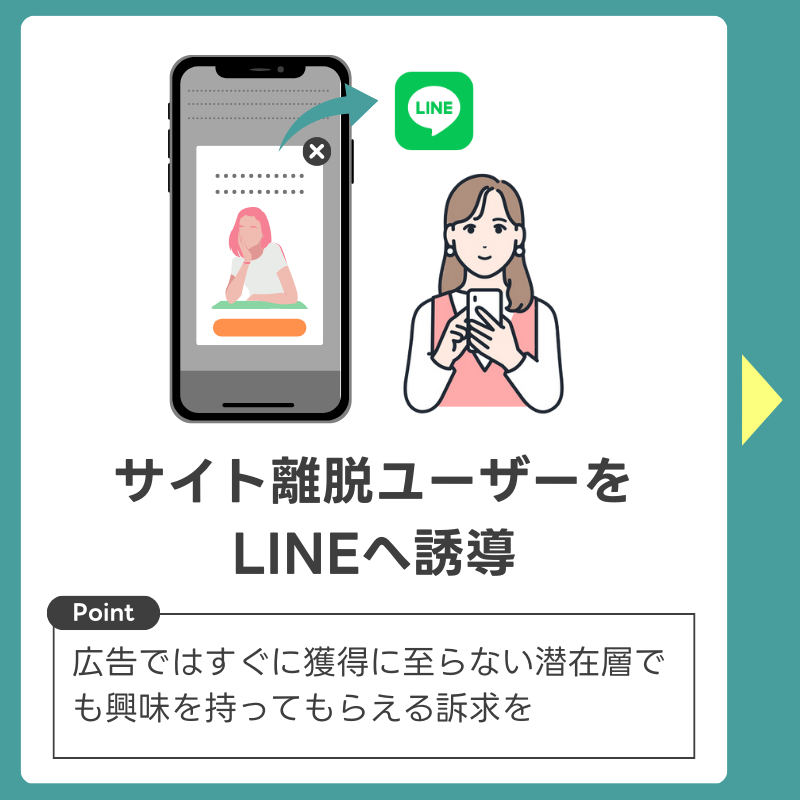 LINE
サイト離脱ユーザーを
LINEへ誘導
Point
広告ではすぐに獲得に至らない潜在層で
も興味を持ってもらえる訴求を